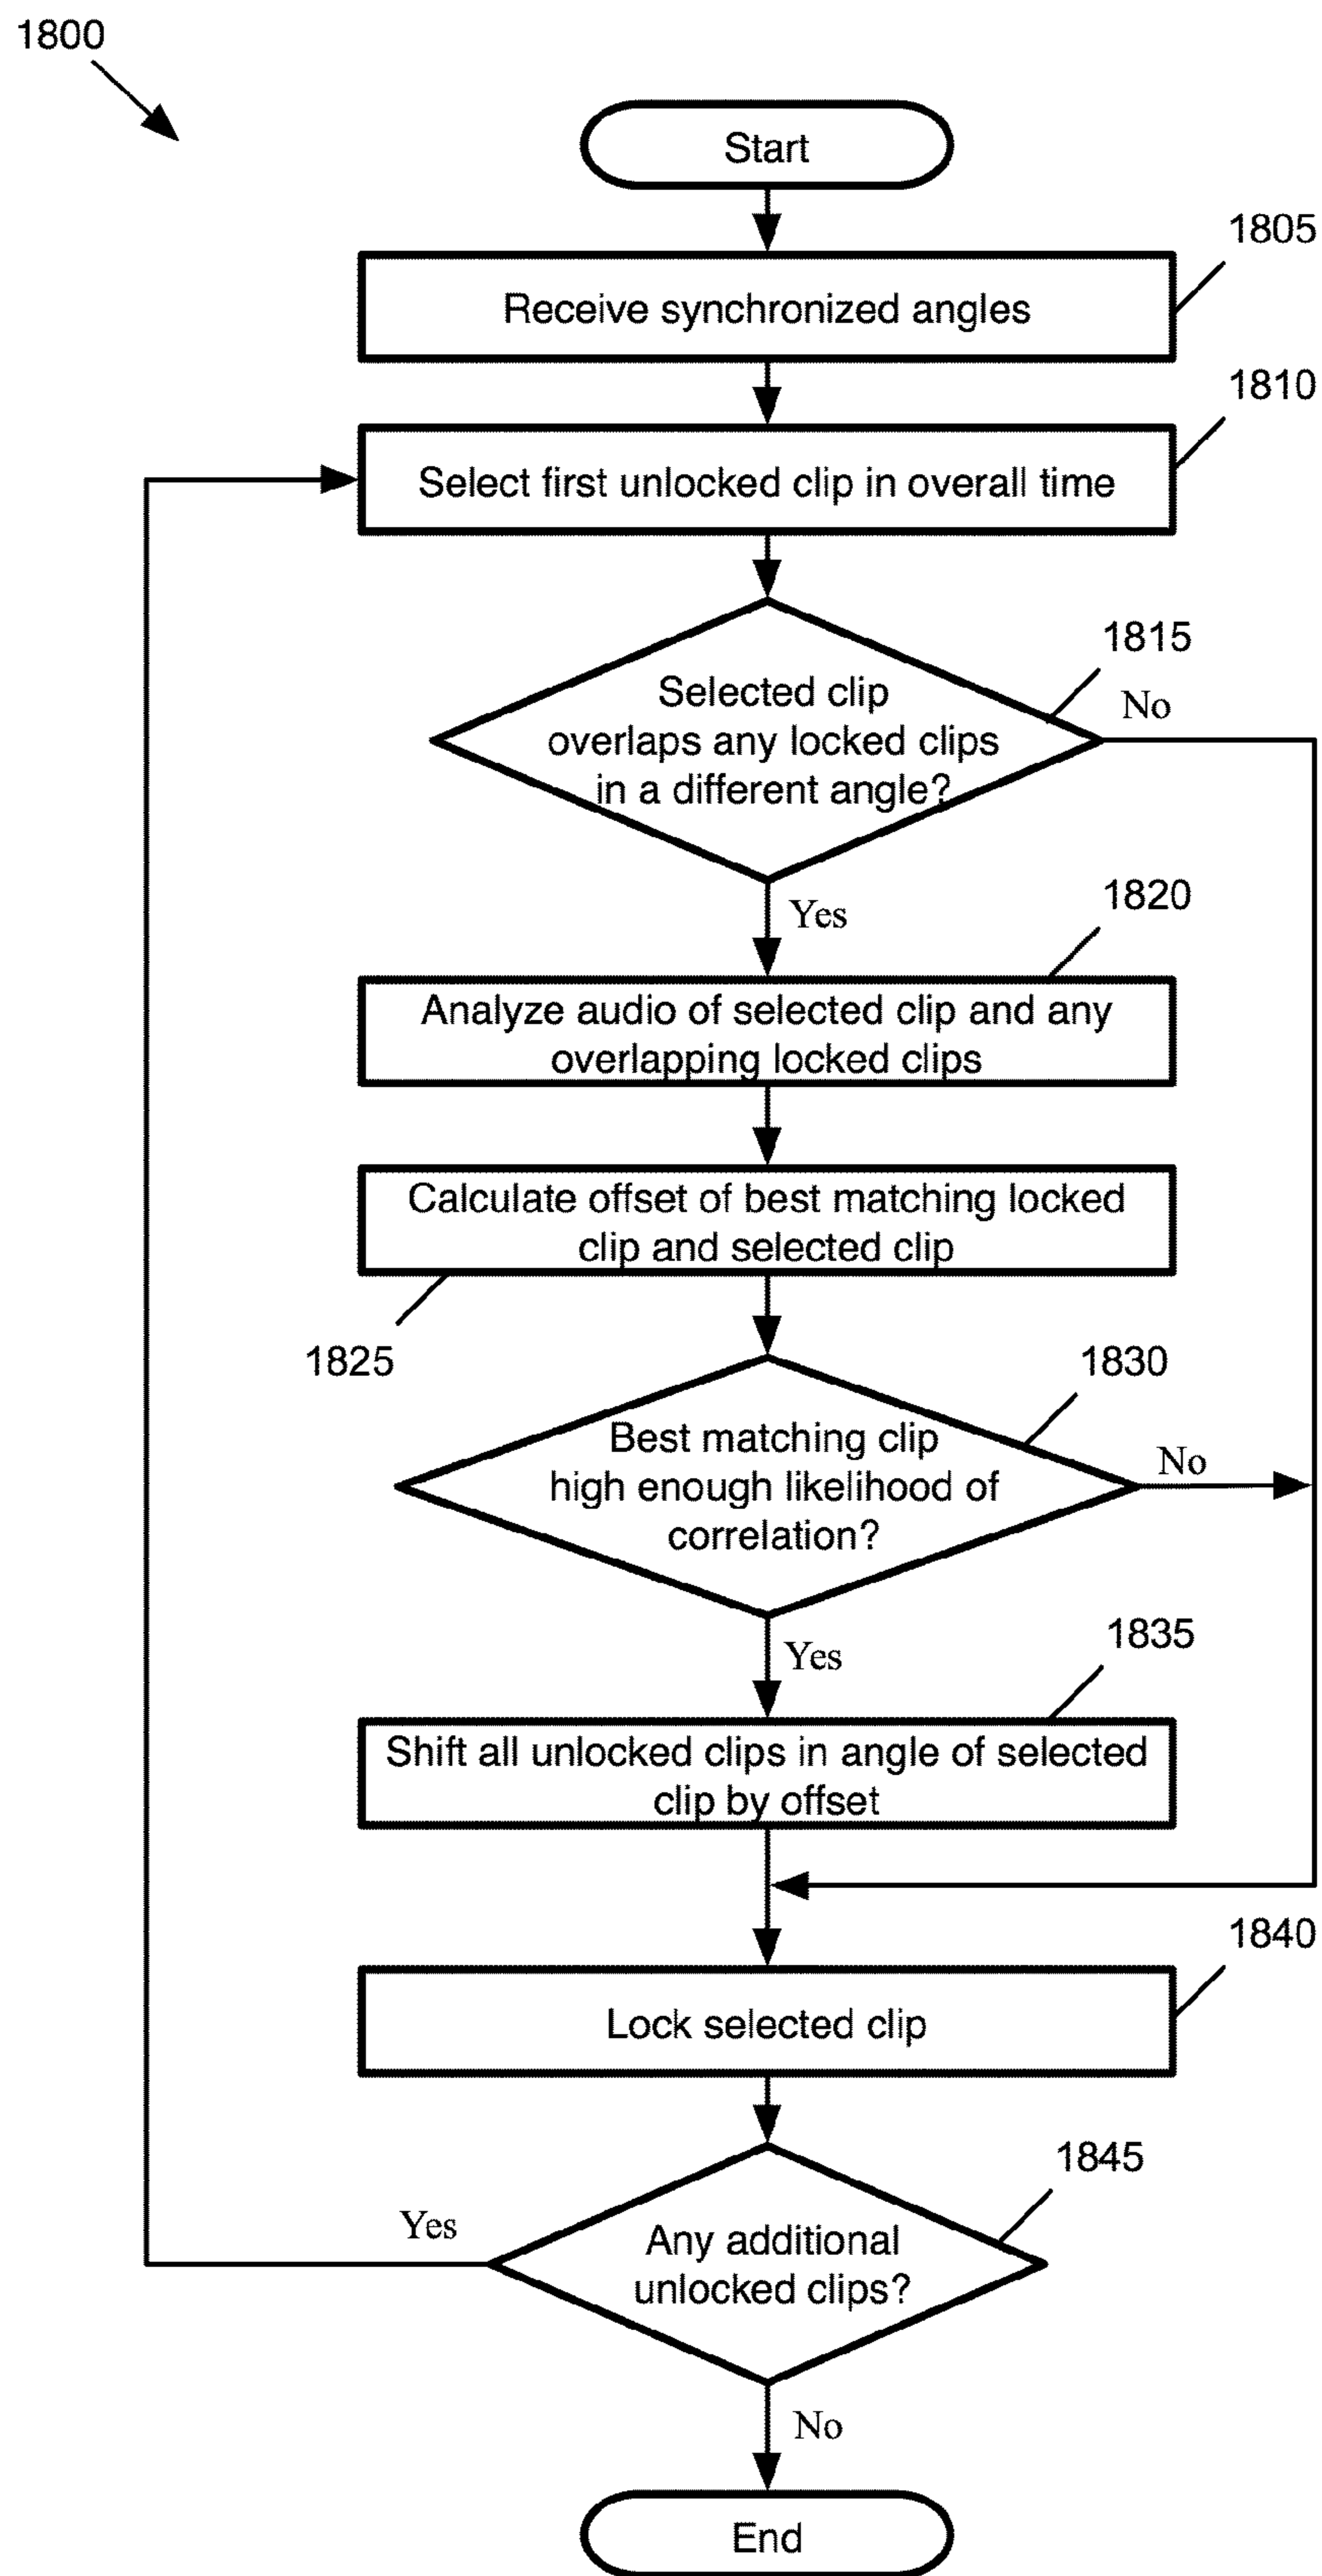 1800
Start
1805
Receive synchronized angles
1810
Select first unlocked clip in overall time
1815
Selected clip
overlaps any locked clips
in a different angle?
No
Yes
1820
Analyze audio of selected clip and any
overlapping locked clips
Calculate offset of best matching locked
clip and selected clip
1825
1830
Best matching clip
high enough likelihood of
correlation?
No
Yes
1835
Shift all unlocked clips in angle of selected
clip by offset
1840
Lock selected clip
1845
Any additional
unlocked clips?
Yes
No
End